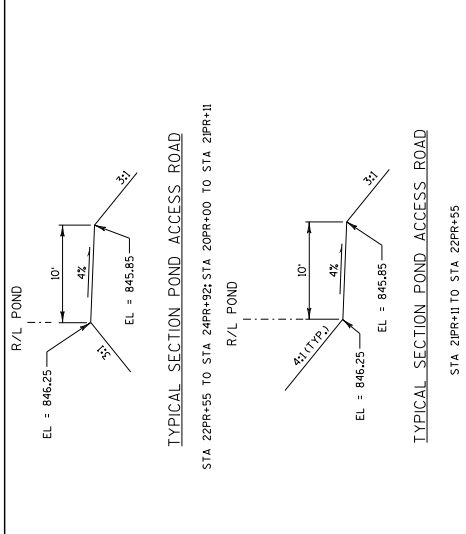 R/L POND
EL = 846.25
10'
4%
3:1
3:1
EL = 845.85
TYPICAL SECTION POND ACCESS ROAD
STA 22PR+55 TO STA 24PR+92; STA 20PR+00 TO STA 21PR+11
R/L POND
4:1 (TYP.)
10'
4%
3:1
EL = 846.25
EL = 845.85
TYPICAL SECTION POND ACCESS ROAD
STA 21PR+11 TO STA 22PR+55